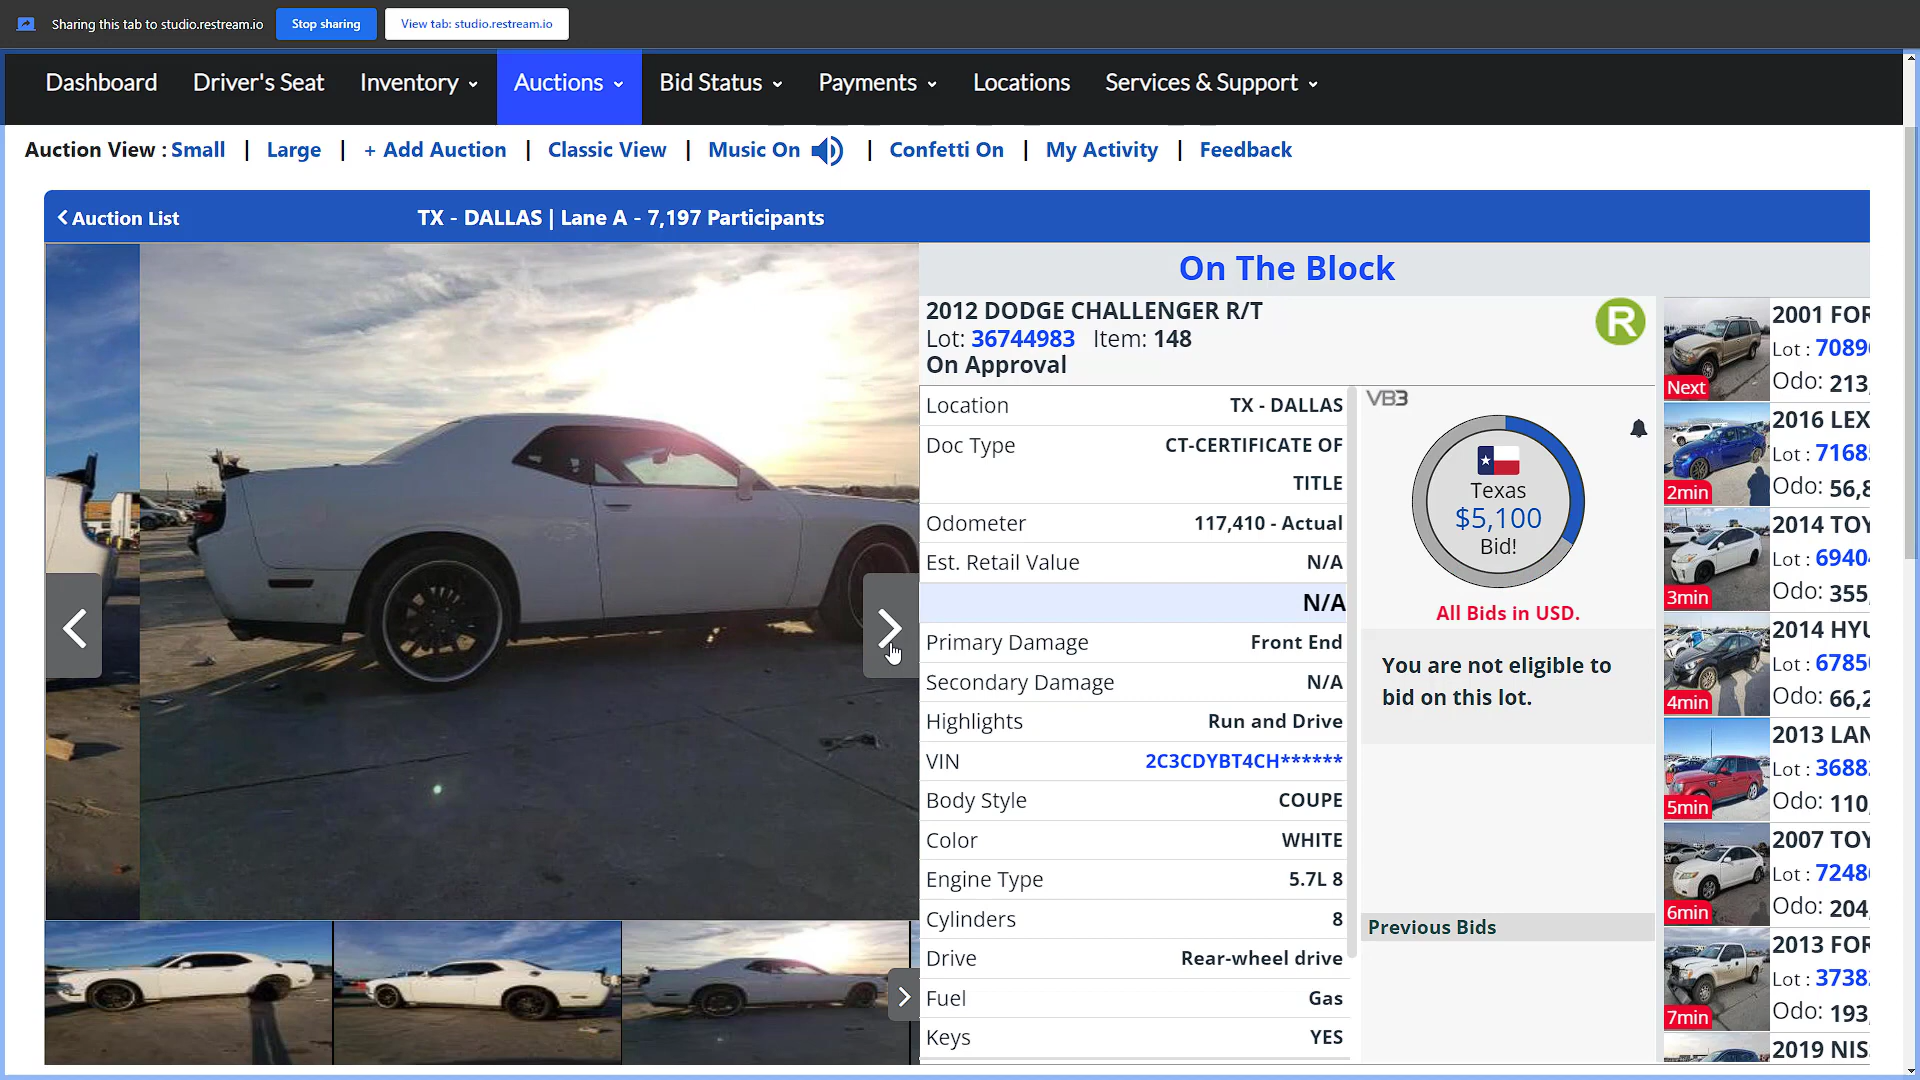 Sharing this tab to studio.restream.io
Stop sharing
View tab: studio.restream.io
Dashboard Driver's Seat Inventory Auctions Bid Status Payments Locations Services & Support
Auction View : Small | Large | + Add Auction | Classic View | Music On | Confetti On | My Activity | Feedback
Auction List
TX - DALLAS | Lane A - 7,197 Participants
On The Block
2012 DODGE CHALLENGER R/T
Lot: 36744983 Item: 148
On Approval
R
Location TX - DALLAS
Doc Type CT-CERTIFICATE OF
TITLE
Odometer 117,410 - Actual
Est. Retail Value N/A
N/A
Primary Damage Front End
Secondary Damage N/A
Highlights Run and Drive
VIN 2C3CDYBT4CH******
Body Style COUPE
Color WHITE
Engine Type 5.7L 8
Cylinders 8
Drive Rear-wheel drive
Fuel Gas
Keys YES
VB3
Texas
$5,100
Bid!
All Bids in USD.
You are not eligible to
bid on this lot.
Previous Bids
Next
2001 FOR
Lot : 7089
Odo: 213,
2min
2016 LEX
Lot : 7168
Odo: 56,8
3min
2014 TOY
Lot : 6940
Odo: 355,
4min
2014 HYU
Lot : 6785
Odo: 66,2
5min
2013 LAN
Lot : 3688
Odo: 110,
6min
2007 TOY
Lot : 7248
Odo: 204,
7min
2013 FOR
Lot : 3738
Odo: 193,
2019 NIS